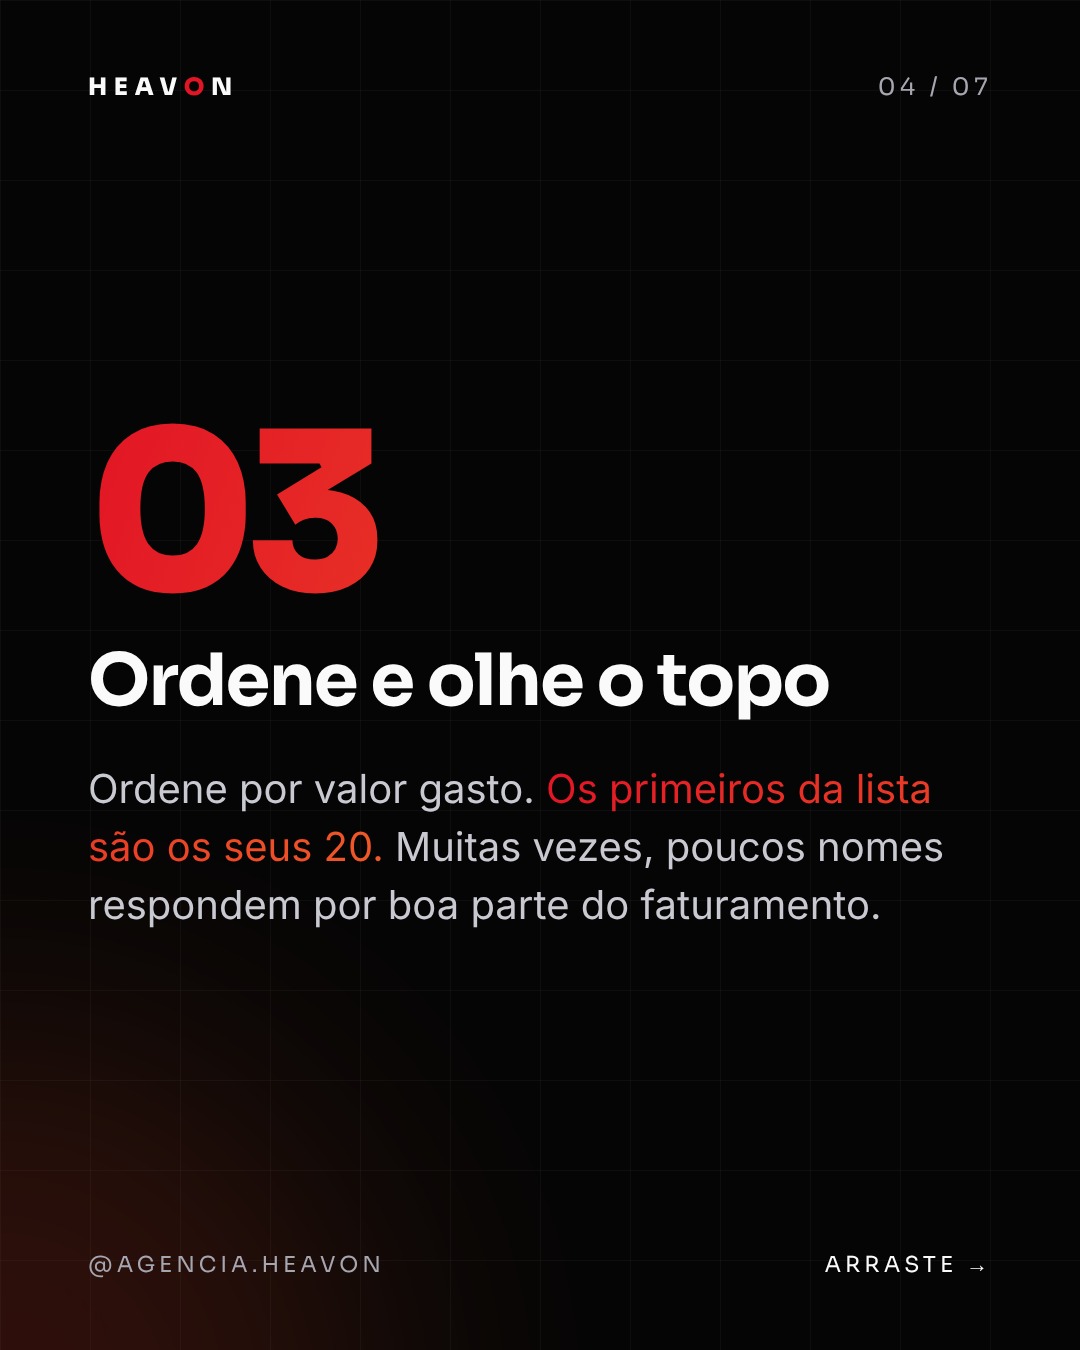 HEAVON
04 / 07
03
Ordene e olhe o topo
Ordene por valor gasto. Os primeiros da lista
são os seus 20. Muitas vezes, poucos nomes
respondem por boa parte do faturamento.
@AGENCIA.HEAVON
ARRASTE →